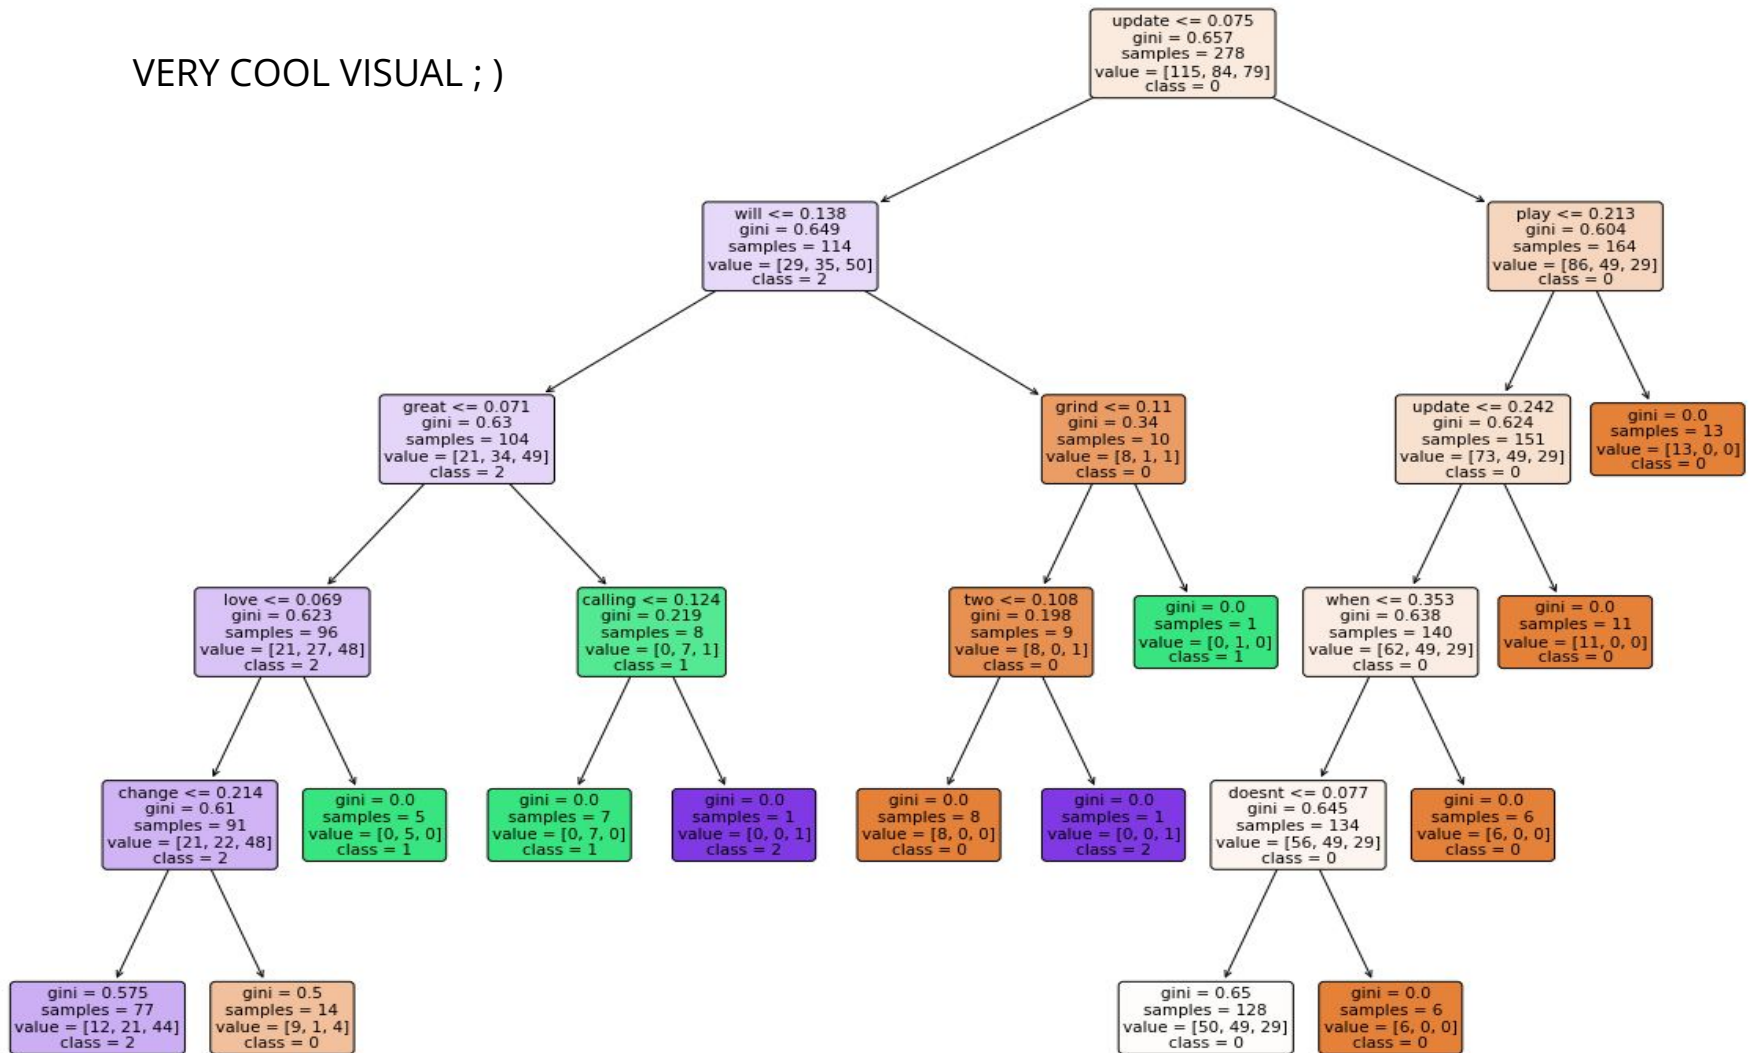 VERY COOL VISUAL ; )
update <= 0.075
gini = 0.657
samples = 278
value = [115, 84, 79]
class = 0
will <= 0.138
gini = 0.649
samples = 114
value = [29, 35, 50]
class = 2
play <= 0.213
gini = 0.604
samples = 164
value = [86, 49, 29]
class = 0
great <= 0.071
gini = 0.63
samples = 104
value = [21, 34, 49]
class = 2
grind <= 0.11
gini = 0.34
samples = 10
value = [8, 1, 1]
class = 0
update <= 0.242
gini = 0.624
samples = 151
value = [73, 49, 29]
class = 0
gini = 0.0
samples = 13
value = [13, 0, 0]
class = 0
love <= 0.069
gini = 0.623
samples = 96
value = [21, 27, 48]
class = 2
calling <= 0.124
gini = 0.219
samples = 8
value = [0, 7, 1]
class = 1
two <= 0.108
gini = 0.198
samples = 9
value = [8, 0, 1]
class = 0
gini = 0.0
samples = 1
value = [0, 1, 0]
class = 1
when <= 0.353
gini = 0.638
samples = 140
value = [62, 49, 29]
class = 0
gini = 0.0
samples = 11
value = [11, 0, 0]
class = 0
change <= 0.214
gini = 0.61
samples = 91
value = [21, 22, 48]
class = 2
gini = 0.0
samples = 5
value = [0, 5, 0]
class = 1
gini = 0.0
samples = 7
value = [0, 7, 0]
class = 1
gini = 0.0
samples = 1
value = [0, 0, 1]
class = 2
gini = 0.0
samples = 8
value = [8, 0, 0]
class = 0
gini = 0.0
samples = 1
value = [0, 0, 1]
class = 2
doesnt <= 0.077
gini = 0.645
samples = 134
value = [56, 49, 29]
class = 0
gini = 0.0
samples = 6
value = [6, 0, 0]
class = 0
gini = 0.575
samples = 77
value = [12, 21, 44]
class = 2
gini = 0.5
samples = 14
value = [9, 1, 4]
class = 0
gini = 0.65
samples = 128
value = [50, 49, 29]
class = 0
gini = 0.0
samples = 6
value = [6, 0, 0]
class = 0